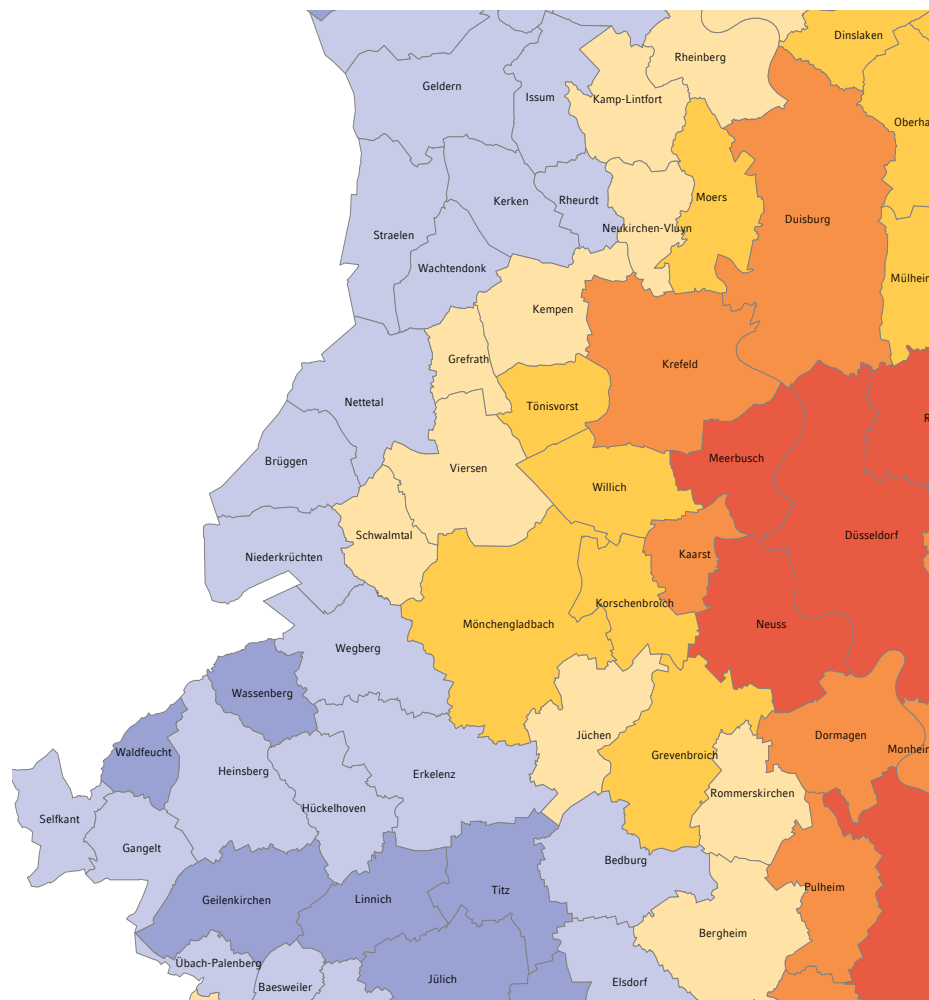 Dinslaken
Rheinberg
Geldern
Issum
Kamp-Lintfort
Oberha
Kerken
Rheurdt
Moers
Duisburg
Neukirchen-Vluyn
Straelen
Wachtendonk
Mülhei
Kempen
Grefrath
Krefeld
Nettetal
Tönisvorst
R
Brüggen
Viersen
Meerbusch
Willich
Schwalmtal
Düsseldorf
Niederkrüchten
Kaarst
Korschenbroich
Mönchengladbach
Neuss
Wegberg
Wassenberg
Jüchen
Dormagen
Waldfeucht
Grevenbroich
Monhei
Heinsberg
Erkelenz
Rommerskirchen
Hückelhoven
Selfkant
Gangelt
Bedburg
Pulheim
Titz
Geilenkirchen
Linnich
Bergheim
Übach-Palenberg
Jülich
Elsdorf
Baesweiler